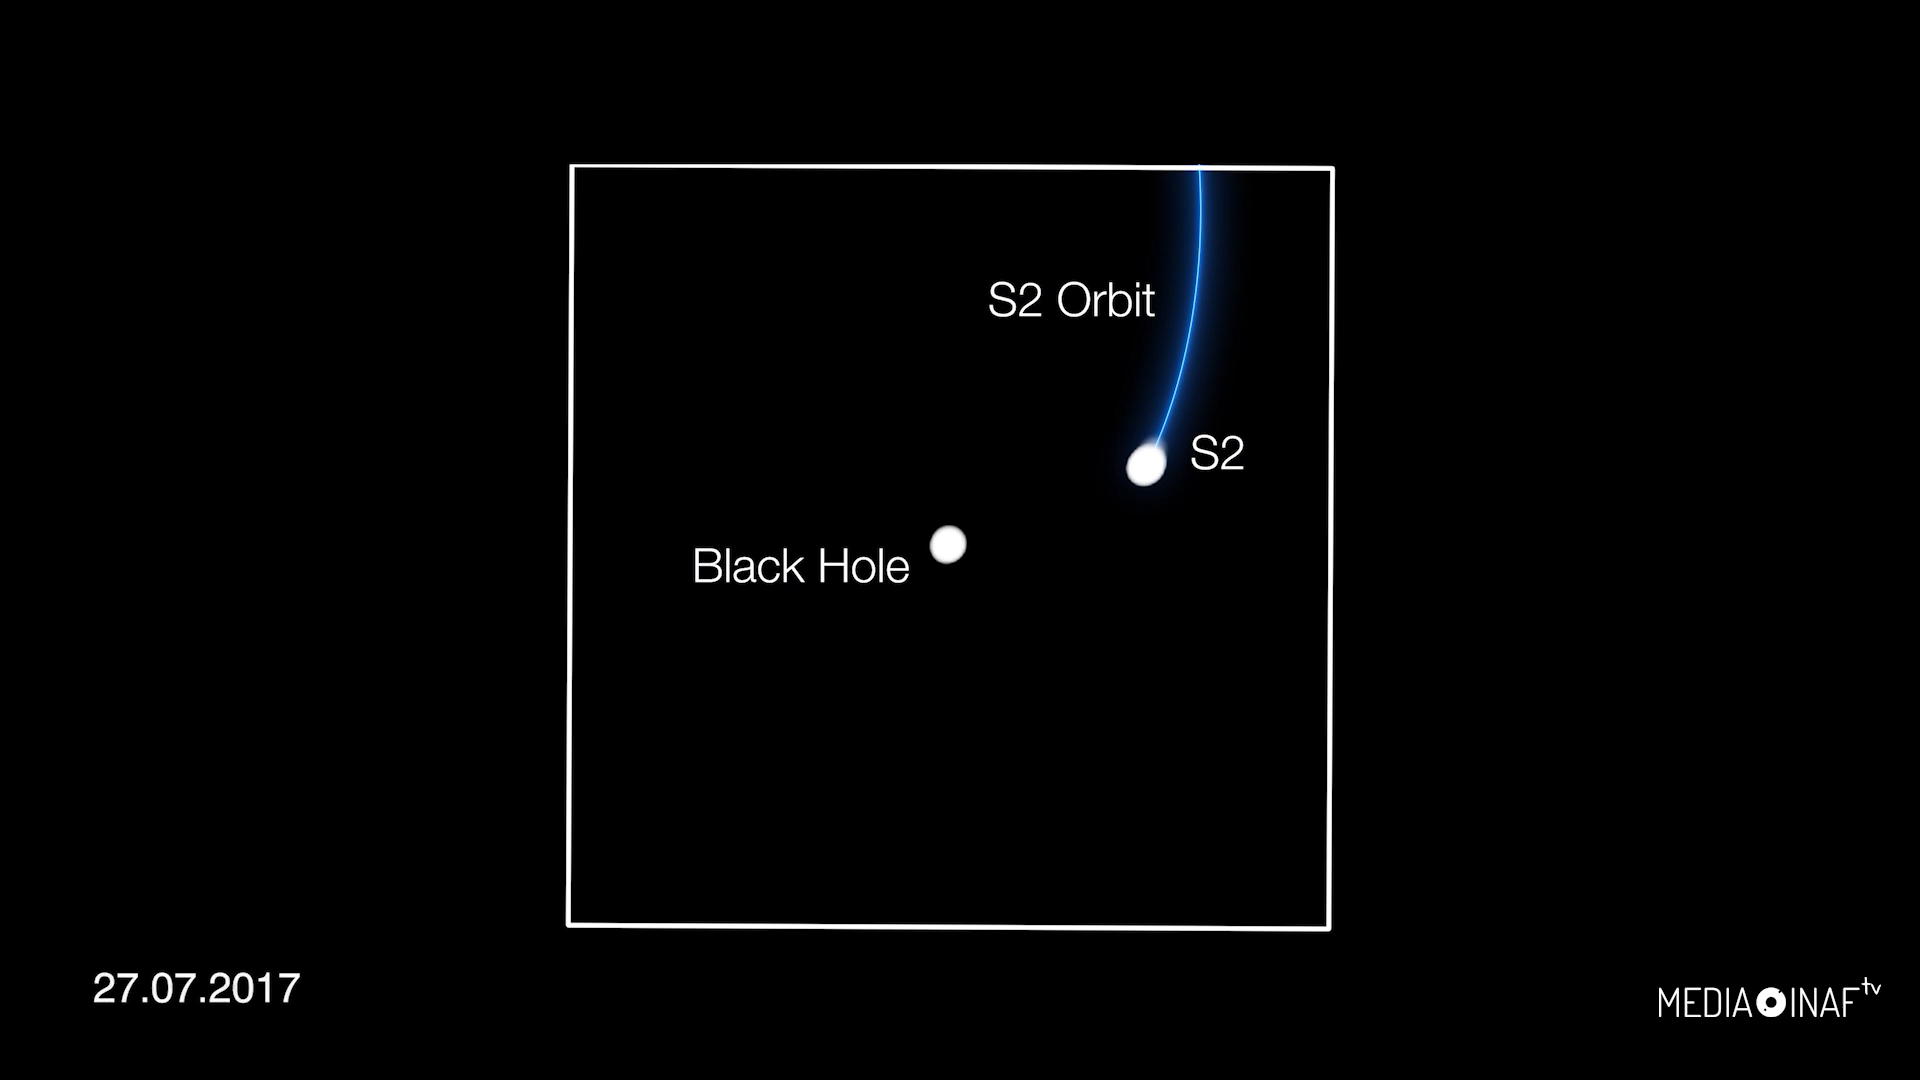 S2 Orbit
S2
Black Hole
27.07.2017
MEDIA INAF tv